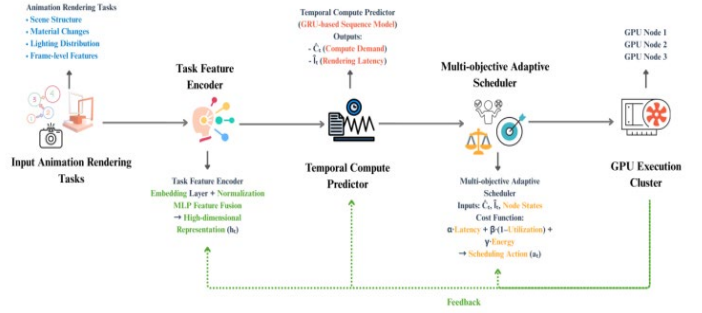 Animation Rendering Tasks
• Scene Structure
• Material Changes
• Lighting Distribution
• Frame-level Features
Input Animation Rendering
Tasks
Task Feature
Encoder
Task Feature Encoder
Embedding Layer + Normalization
MLP Feature Fusion
→ High-dimensional
Representation (hₜ)
Temporal Compute Predictor
(GRU-based Sequence Model)
Outputs:
- Ĉₜ (Compute Demand)
- L̂ₜ (Rendering Latency)
Temporal Compute
Predictor
Multi-objective Adaptive
Scheduler
Multi-objective Adaptive
Scheduler
Inputs: Ĉₜ, L̂ₜ, Node States
Cost Function:
α·Latency + β·(1–Utilization) +
γ·Energy
→ Scheduling Action (aₜ)
GPU Node 1
GPU Node 2
GPU Node 3
GPU Execution
Cluster
Feedback